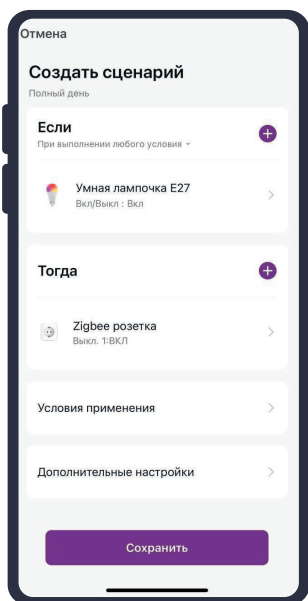 Отмена
Создать сценарий
Полный день
Если
При выполнении любого условия
Умная лампочка E27
Вкл/Выкл : Вкл
Тогда
Zigbee розетка
Выкл. 1:ВКЛ
Условия применения
Дополнительные настройки
Сохранить